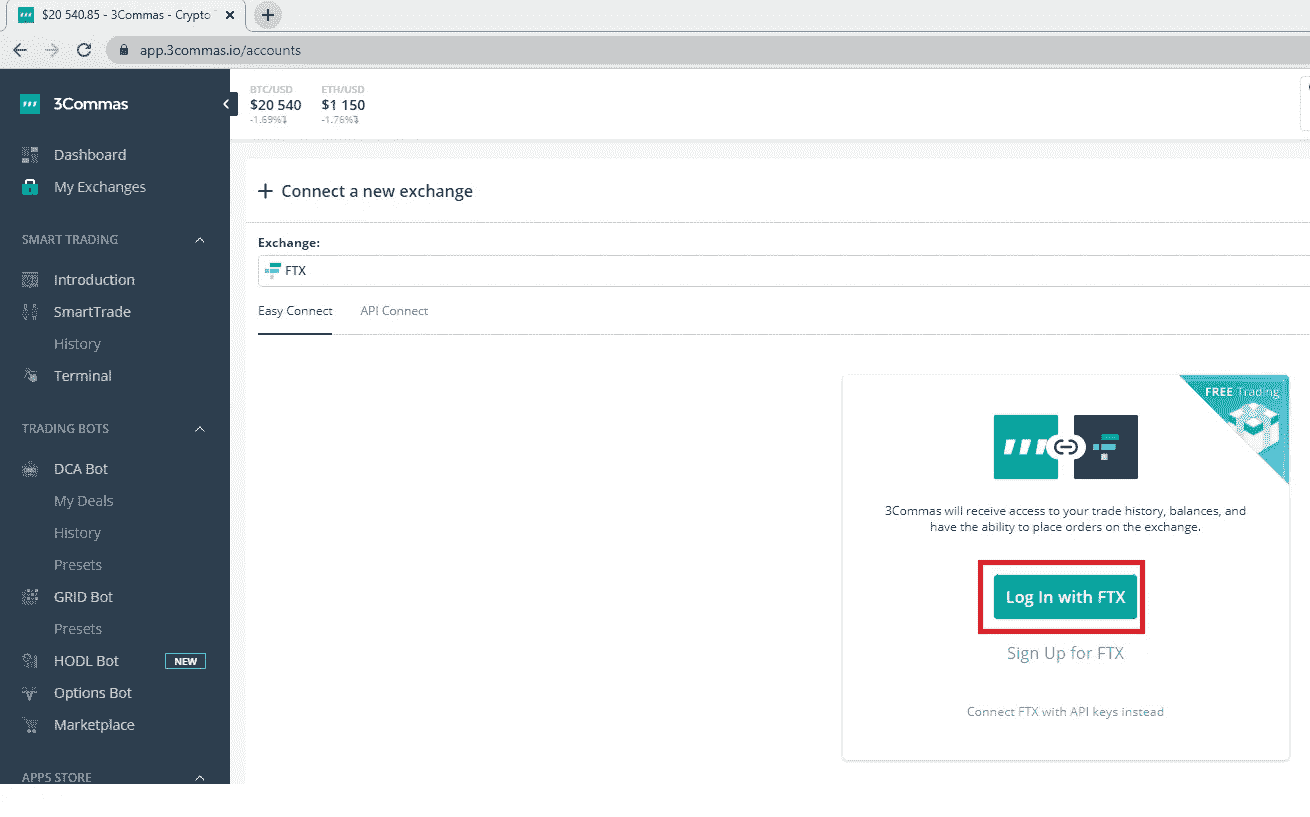 $20 540.85 - 3Commas - Crypto
app.3commas.io/accounts
3Commas
BTC/USD
$20 540
-1.69%
ETH/USD
$1 150
-1.76%
Dashboard
My Exchanges
SMART TRADING
Introduction
SmartTrade
History
Terminal
TRADING BOTS
DCA Bot
My Deals
History
Presets
GRID Bot
Presets
HODL Bot NEW
Options Bot
Marketplace
APPS STORE
+ Connect a new exchange
Exchange:
FTX
Easy Connect API Connect
FREE Trading
3Commas will receive access to your trade history, balances, and
have the ability to place orders on the exchange.
Log In with FTX
Sign Up for FTX
Connect FTX with API keys instead